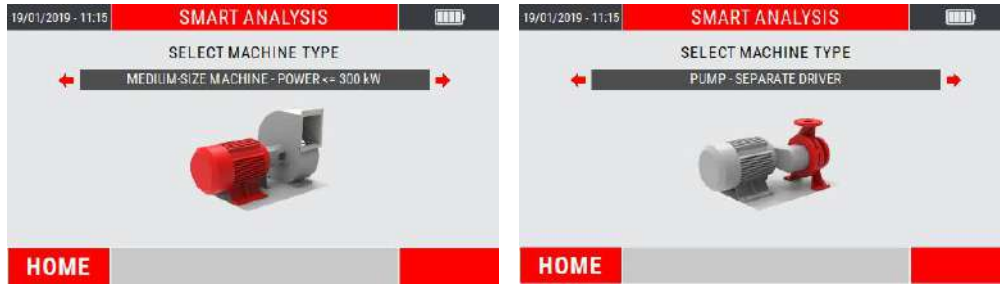 19/01/2019 - 11:15 SMART ANALYSIS
SELECT MACHINE TYPE
MEDIUM-SIZE MACHINE - POWER <= 300 kW
HOME
19/01/2019 - 11:15 SMART ANALYSIS
SELECT MACHINE TYPE
PUMP - SEPARATE DRIVER
HOME